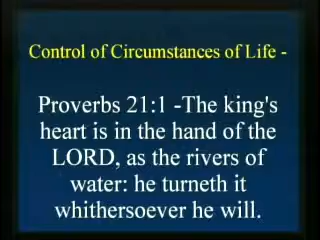 Control of Circumstances of Life -
Proverbs 21:1 -The king's
heart is in the hand of the
LORD, as the rivers of
water: he turneth it
whithersoever he will.